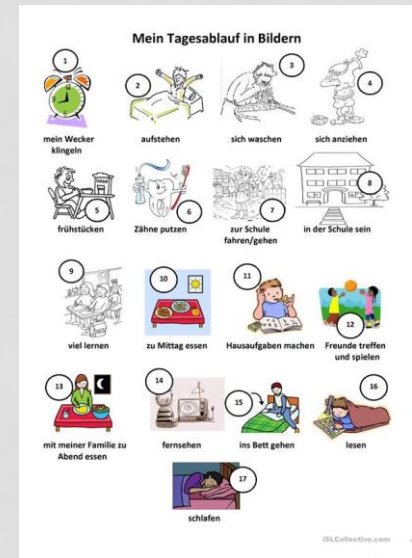 Mein Tagesablauf in Bildern
1
2
3
4
mein Wecker
klingeln
aufstehen
sich waschen
sich anziehen
5
6
7
8
frühstücken
Zähne putzen
zur Schule
fahren/gehen
in der Schule sein
9
10
11
12
viel lernen
zu Mittag essen
Hausaufgaben machen
Freunde treffen
und spielen
13
14
15
16
mit meiner Familie zu
Abend essen
fernsehen
ins Bett gehen
lesen
17
schlafen
iSLCollective.com